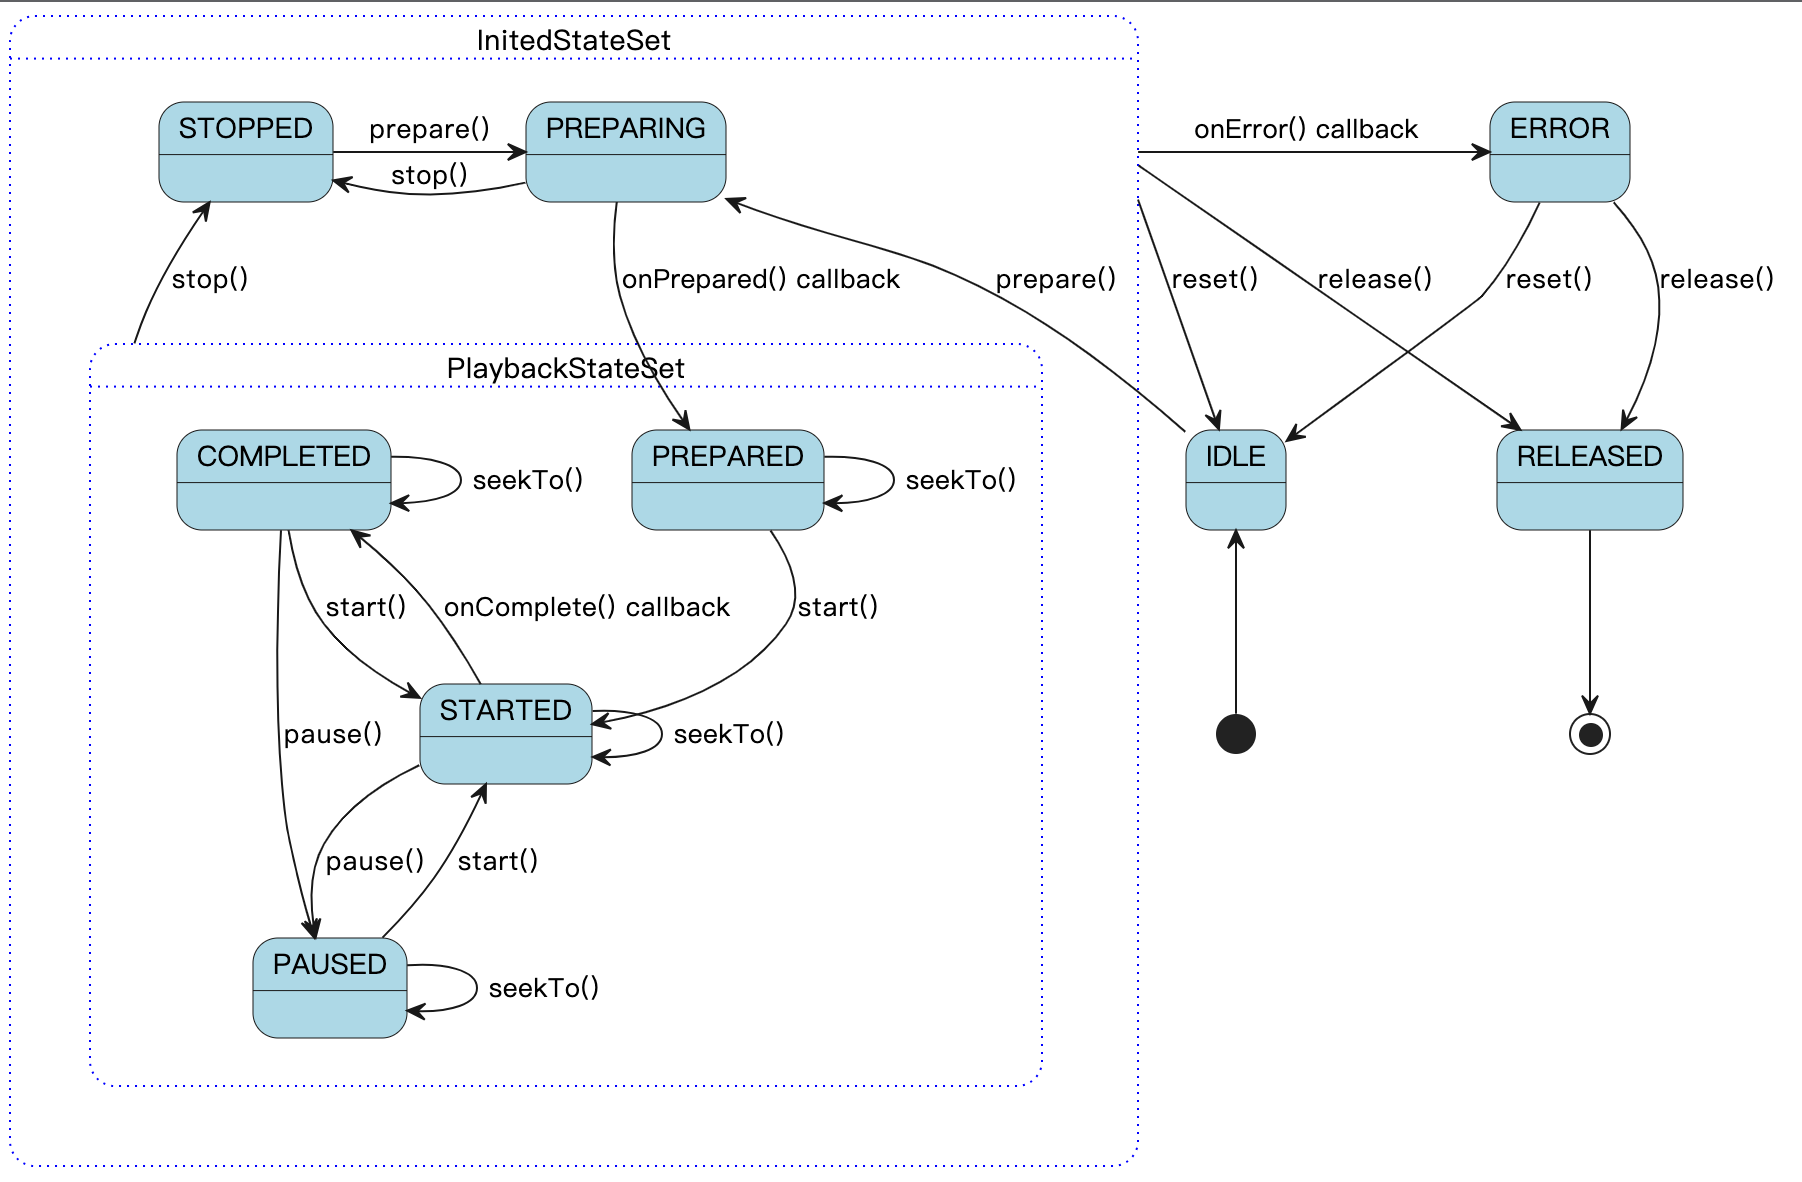 InitedStateSet
STOPPED
prepare()
PREPARING
onError() callback
ERROR
stop()
stop()
onPrepared() callback
prepare()
reset()
release()
reset()
release()
PlaybackStateSet
COMPLETED
seekTo()
PREPARED
seekTo()
IDLE
RELEASED
start()
onComplete() callback
start()
STARTED
pause()
seekTo()
pause()
start()
PAUSED
seekTo()